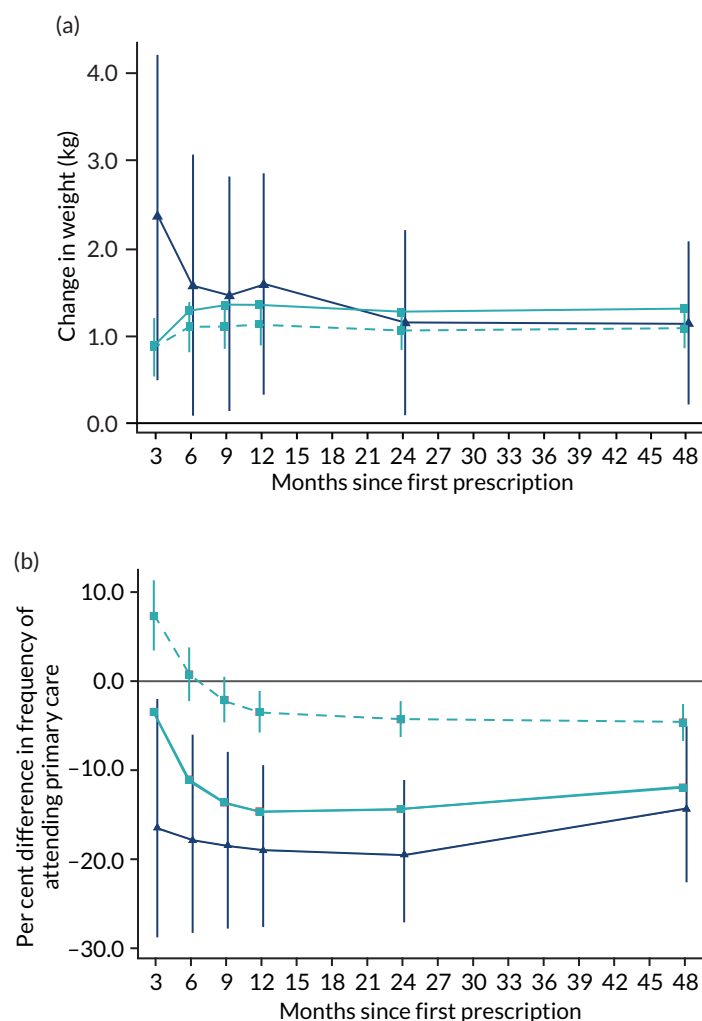 (a)
Change in weight (kg)
4.0
3.0
2.0
1.0
0.0
3 6 9 12 15 18 21 24 27 30 33 36 39 42 45 48
Months since first prescription
(b)
Per cent difference in frequency of
attending primary care
10.0
0.0
–10.0
–20.0
–30.0
3 6 9 12 15 18 21 24 27 30 33 36 39 42 45 48
Months since first prescription